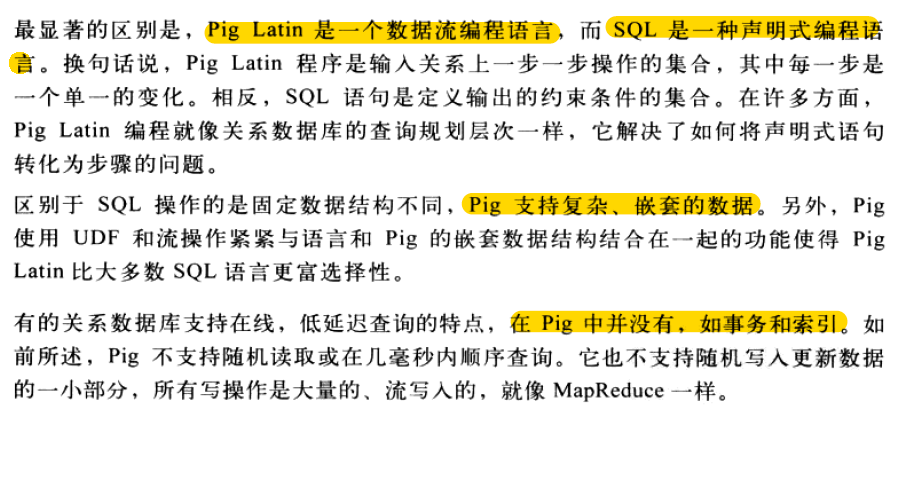 最显著的区别是，Pig Latin 是一个数据流编程语言，而 SQL 是一种声明式编程语
言。换句话说，Pig Latin 程序是输入关系上一步一步操作的集合，其中每一步是
一个单一的变化。相反，SQL 语句是定义输出的约束条件的集合。在许多方面，
Pig Latin 编程就像关系数据库的查询规划层次一样，它解决了如何将声明式语句
转化为步骤的问题。
区别于 SQL 操作的是固定数据结构不同，Pig 支持复杂、嵌套的数据。另外，Pig
使用 UDF 和流操作紧紧与语言和 Pig 的嵌套数据结构结合在一起的功能使得 Pig
Latin 比大多数 SQL 语言更富选择性。
有的关系数据库支持在线，低延迟查询的特点，在 Pig 中并没有，如事务和索引。如
前所述，Pig 不支持随机读取或在几毫秒内顺序查询。它也不支持随机写入更新数据
的一小部分，所有写操作是大量的、流写入的，就像 MapReduce 一样。